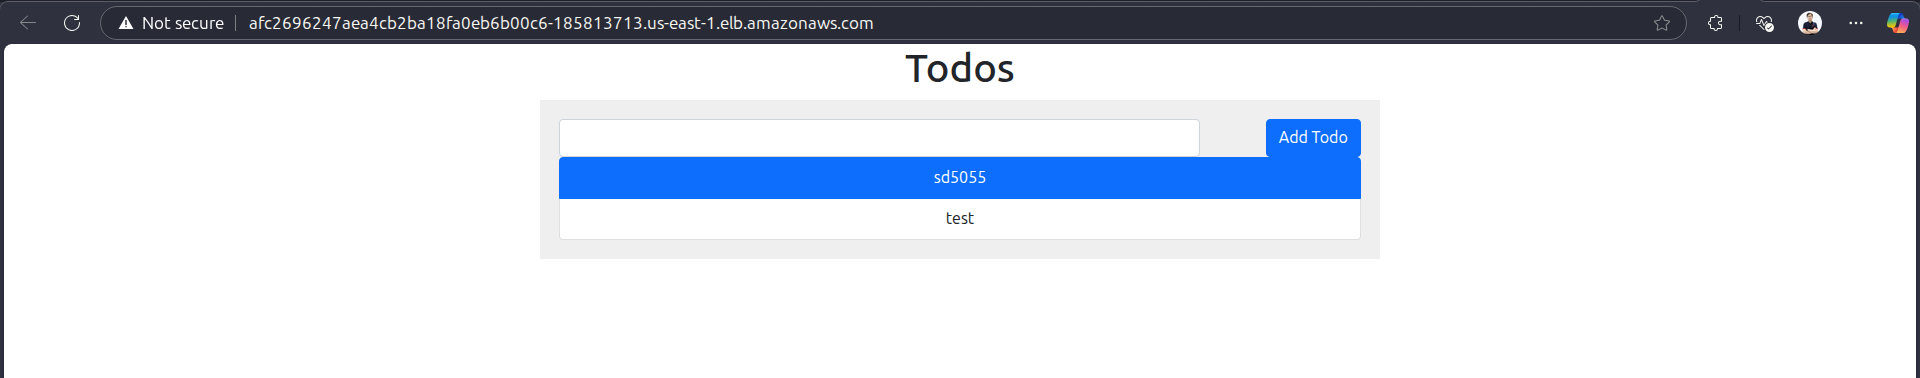 Not secure afc2696247aea4cb2ba18fa0eb6b00c6-185813713.us-east-1.elb.amazonaws.com
Todos
Add Todo
sd5055
test